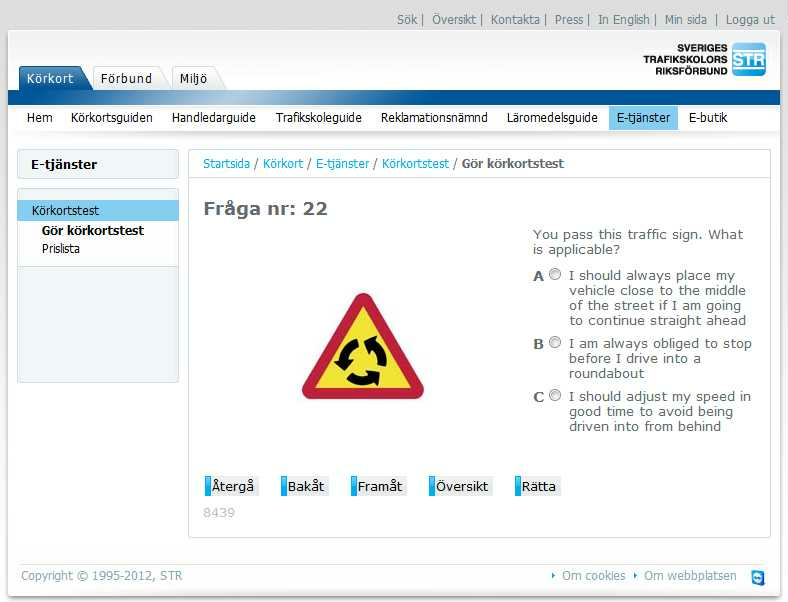 Sök | Översikt | Kontakta | Press | In English | Min sida | Logga ut
SVERIGES
TRAFIKSKOLORS
RIKSFÖRBUND
STR
Körkort Förbund Miljö
Hem Körkortsguiden Handledarguide Trafikskoleguide Reklamationsnämnd Läromedelsguide E-tjänster E-butik
E-tjänster
Körkortstest
Gör körkortstest
Prislista
Startsida / Körkort / E-tjänster / Körkortstest / Gör körkortstest
Fråga nr: 22
You pass this traffic sign. What
is applicable?
A I should always place my
vehicle close to the middle
of the street if I am going
to continue straight ahead
B I am always obliged to stop
before I drive into a
roundabout
C I should adjust my speed in
good time to avoid being
driven into from behind
Återgå Bakåt Framåt Översikt Rätta
8439
Copyright © 1995-2012, STR
Om cookies Om webbplatsen